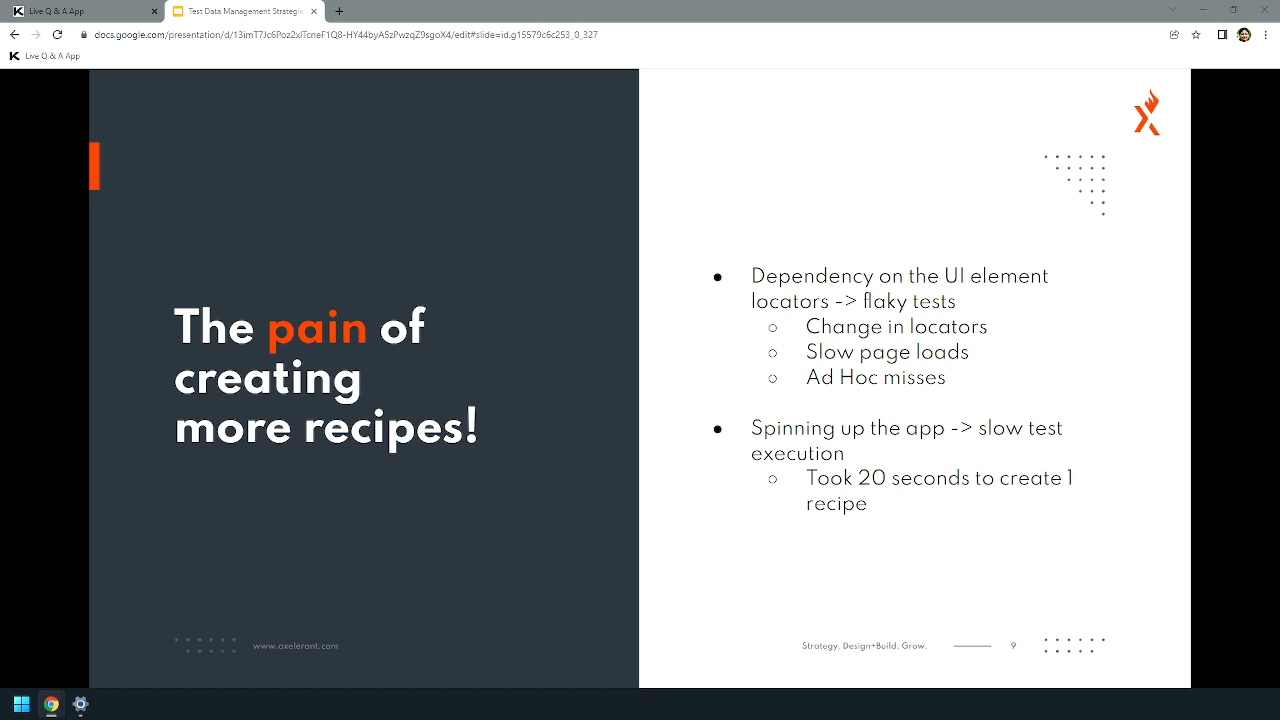 Live Q & A App
Test Data Management Strategie
docs.google.com/presentation/d/13imT7Jc6Poz2xlTcneF1Q8-HY44byA5zPwzqZ9sgoX4/edit#slide=id.g15579c6c253_0_327
Live Q & A App
The pain of
creating
more recipes!
www.axelerant.com
Dependency on the UI element
locators -> flaky tests
Change in locators
Slow page loads
Ad Hoc misses
Spinning up the app -> slow test
execution
Took 20 seconds to create 1
recipe
Strategy. Design+Build. Grow.
9